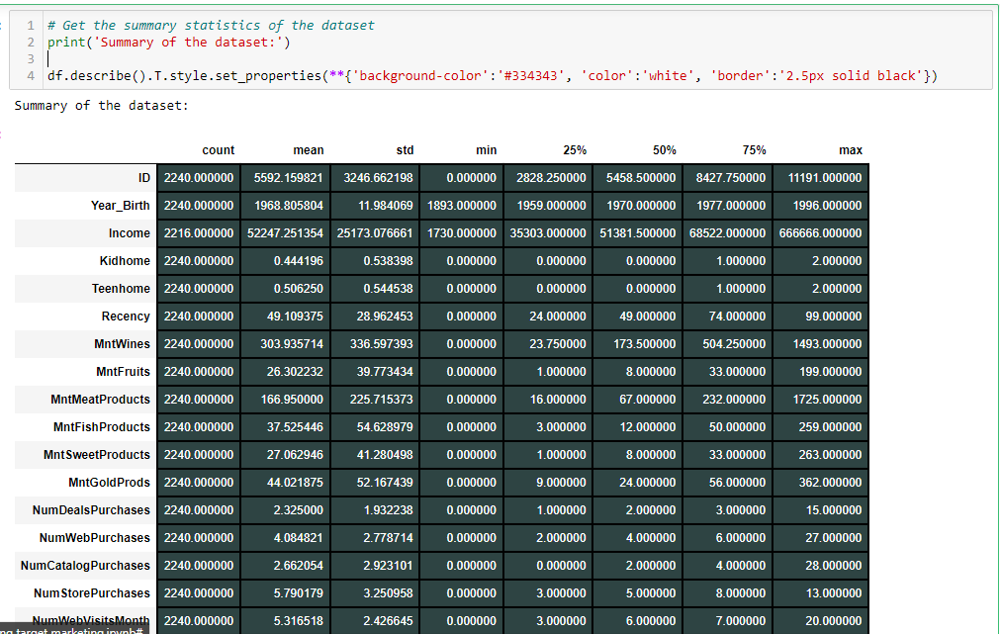 1 # Get the summary statistics of the dataset
2 print('Summary of the dataset:')
3
4 df.describe().T.style.set_properties(**{'background-color':'#334343', 'color':'white', 'border':'2.5px solid black'})
Summary of the dataset:
count mean std min 25% 50% 75% max
ID 2240.000000 5592.159821 3246.662198 0.000000 2828.250000 5458.500000 8427.750000 11191.000000
Year_Birth 2240.000000 1968.805804 11.984069 1893.000000 1959.000000 1970.000000 1977.000000 1996.000000
Income 2216.000000 52247.251354 25173.076661 1730.000000 35303.000000 51381.500000 68522.000000 666666.000000
Kidhome 2240.000000 0.444196 0.538398 0.000000 0.000000 0.000000 1.000000 2.000000
Teenhome 2240.000000 0.506250 0.544538 0.000000 0.000000 0.000000 1.000000 2.000000
Recency 2240.000000 49.109375 28.962453 0.000000 24.000000 49.000000 74.000000 99.000000
MntWines 2240.000000 303.935714 336.597393 0.000000 23.750000 173.500000 504.250000 1493.000000
MntFruits 2240.000000 26.302232 39.773434 0.000000 1.000000 8.000000 33.000000 199.000000
MntMeatProducts 2240.000000 166.950000 225.715373 0.000000 16.000000 67.000000 232.000000 1725.000000
MntFishProducts 2240.000000 37.525446 54.628979 0.000000 3.000000 12.000000 50.000000 259.000000
MntSweetProducts 2240.000000 27.062946 41.280498 0.000000 1.000000 8.000000 33.000000 263.000000
MntGoldProds 2240.000000 44.021875 52.167439 0.000000 9.000000 24.000000 56.000000 362.000000
NumDealsPurchases 2240.000000 2.325000 1.932238 0.000000 1.000000 2.000000 3.000000 15.000000
NumWebPurchases 2240.000000 4.084821 2.778714 0.000000 2.000000 4.000000 6.000000 27.000000
NumCatalogPurchases 2240.000000 2.662054 2.923101 0.000000 0.000000 2.000000 4.000000 28.000000
NumStorePurchases 2240.000000 5.790179 3.250958 0.000000 3.000000 5.000000 8.000000 13.000000
NumWebVisitsMonth 2240.000000 5.316518 2.426645 0.000000 3.000000 6.000000 7.000000 20.000000
ng target marketing.ipynb#